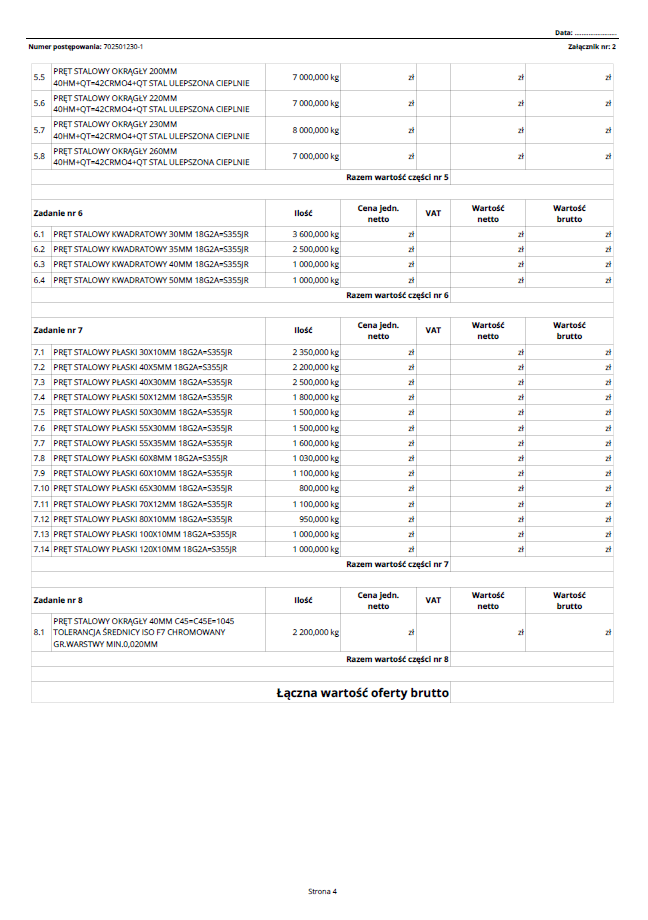 Data: ........................
Numer postępowania: 702501230-1 Załącznik nr: 2
5.5 PRĘT STALOWY OKRĄGŁY 200MM
40HM+QT=42CRMO4+QT STAL ULEPSZONA CIEPLNIE 7 000,000 kg zł zł zł
5.6 PRĘT STALOWY OKRĄGŁY 220MM
40HM+QT=42CRMO4+QT STAL ULEPSZONA CIEPLNIE 7 000,000 kg zł zł zł
5.7 PRĘT STALOWY OKRĄGŁY 230MM
40HM+QT=42CRMO4+QT STAL ULEPSZONA CIEPLNIE 8 000,000 kg zł zł zł
5.8 PRĘT STALOWY OKRĄGŁY 260MM
40HM+QT=42CRMO4+QT STAL ULEPSZONA CIEPLNIE 7 000,000 kg zł zł zł
Razem wartość części nr 5
Zadanie nr 6 Ilość Cena jedn. netto VAT Wartość netto Wartość brutto
6.1 PRĘT STALOWY KWADRATOWY 30MM 18G2A=S355JR 3 600,000 kg zł zł zł
6.2 PRĘT STALOWY KWADRATOWY 35MM 18G2A=S355JR 2 500,000 kg zł zł zł
6.3 PRĘT STALOWY KWADRATOWY 40MM 18G2A=S355JR 1 000,000 kg zł zł zł
6.4 PRĘT STALOWY KWADRATOWY 50MM 18G2A=S355JR 1 000,000 kg zł zł zł
Razem wartość części nr 6
Zadanie nr 7 Ilość Cena jedn. netto VAT Wartość netto Wartość brutto
7.1 PRĘT STALOWY PŁASKI 30X10MM 18G2A=S355JR 2 350,000 kg zł zł zł
7.2 PRĘT STALOWY PŁASKI 40X5MM 18G2A=S355JR 2 200,000 kg zł zł zł
7.3 PRĘT STALOWY PŁASKI 40X30MM 18G2A=S355JR 2 500,000 kg zł zł zł
7.4 PRĘT STALOWY PŁASKI 50X12MM 18G2A=S355JR 1 800,000 kg zł zł zł
7.5 PRĘT STALOWY PŁASKI 50X30MM 18G2A=S355JR 1 500,000 kg zł zł zł
7.6 PRĘT STALOWY PŁASKI 55X30MM 18G2A=S355JR 1 500,000 kg zł zł zł
7.7 PRĘT STALOWY PŁASKI 55X35MM 18G2A=S355JR 1 600,000 kg zł zł zł
7.8 PRĘT STALOWY PŁASKI 60X8MM 18G2A=S355JR 1 030,000 kg zł zł zł
7.9 PRĘT STALOWY PŁASKI 60X10MM 18G2A=S355JR 1 100,000 kg zł zł zł
7.10 PRĘT STALOWY PŁASKI 65X30MM 18G2A=S355JR 800,000 kg zł zł zł
7.11 PRĘT STALOWY PŁASKI 70X12MM 18G2A=S355JR 1 100,000 kg zł zł zł
7.12 PRĘT STALOWY PŁASKI 80X10MM 18G2A=S355JR 950,000 kg zł zł zł
7.13 PRĘT STALOWY PŁASKI 100X10MM 18G2A=S355JR 1 000,000 kg zł zł zł
7.14 PRĘT STALOWY PŁASKI 120X10MM 18G2A=S355JR 1 000,000 kg zł zł zł
Razem wartość części nr 7
Zadanie nr 8 Ilość Cena jedn. netto VAT Wartość netto Wartość brutto
8.1 PRĘT STALOWY OKRĄGŁY 40MM C45=C45E=1045
TOLERANCJA ŚREDNICY ISO F7 CHROMOWANY
GR.WARSTWY MIN.0,020MM 2 200,000 kg zł zł zł
Razem wartość części nr 8
Łączna wartość oferty brutto
Strona 4